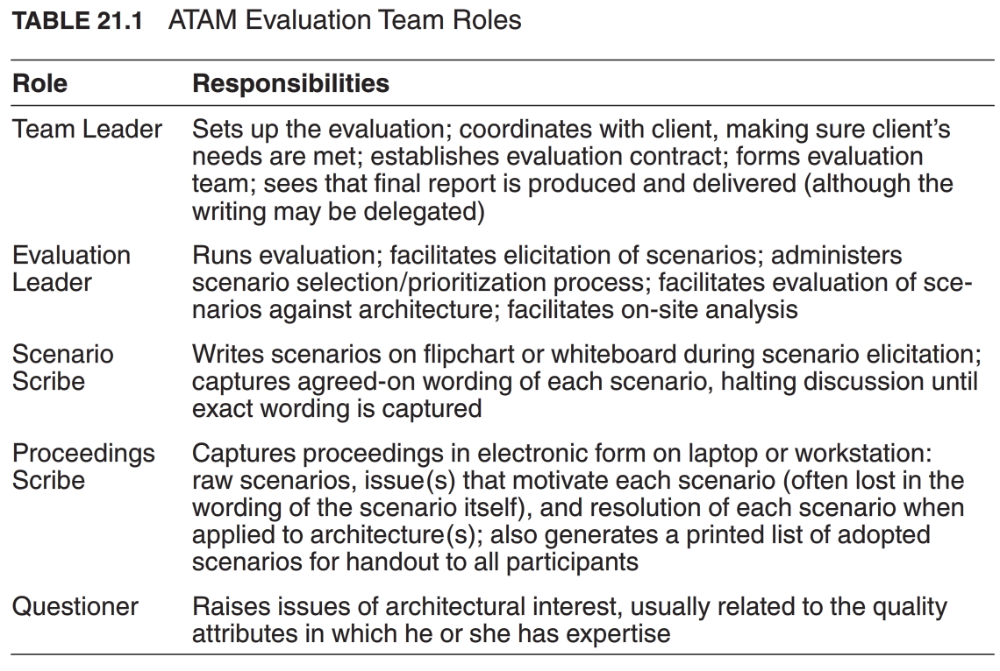 TABLE 21.1 ATAM Evaluation Team Roles
Role Responsibilities
Team Leader Sets up the evaluation; coordinates with client, making sure client's
needs are met; establishes evaluation contract; forms evaluation
team; sees that final report is produced and delivered (although the
writing may be delegated)
Evaluation Runs evaluation; facilitates elicitation of scenarios; administers
Leader scenario selection/prioritization process; facilitates evaluation of sce-
narios against architecture; facilitates on-site analysis
Scenario Writes scenarios on flipchart or whiteboard during scenario elicitation;
Scribe captures agreed-on wording of each scenario, halting discussion until
exact wording is captured
Proceedings Captures proceedings in electronic form on laptop or workstation:
Scribe raw scenarios, issue(s) that motivate each scenario (often lost in the
wording of the scenario itself), and resolution of each scenario when
applied to architecture(s); also generates a printed list of adopted
scenarios for handout to all participants
Questioner Raises issues of architectural interest, usually related to the quality
attributes in which he or she has expertise